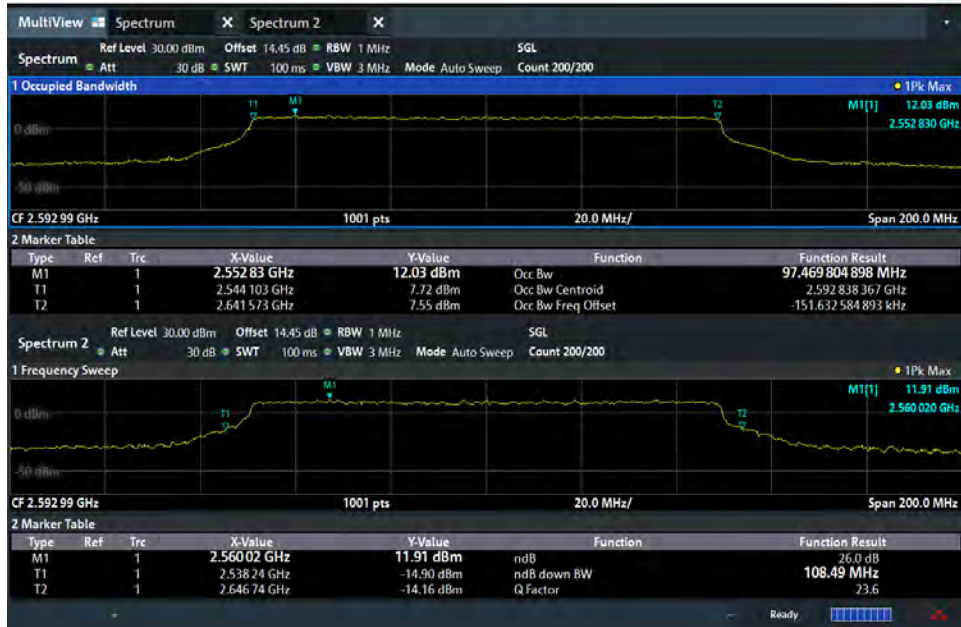 MultiView Spectrum X Spectrum 2 X
Spectrum Ref Level 30.00 dBm Offset 14.45 dB RBW 1 MHz SGL
Att 30 dB SWT 100 ms VBW 3 MHz Mode Auto Sweep Count 200/200
1 Occupied Bandwidth 1Pk Max
T1 M1 T2 M1[1] 12.03 dBm
2.552 830 GHz
0 dBm
-50 dBm
CF 2.592 99 GHz 1001 pts 20.0 MHz/ Span 200.0 MHz
2 Marker Table
Type Ref Trc X-Value Y-Value Function Function Result
M1 1 2.552 83 GHz 12.03 dBm Occ Bw 97.469 804 898 MHz
T1 1 2.544 103 GHz 7.72 dBm Occ Bw Centroid 2.592 838 367 GHz
T2 1 2.641 573 GHz 7.55 dBm Occ Bw Freq Offset -151.632 584 893 kHz
Spectrum 2 Ref Level 30.00 dBm Offset 14.45 dB RBW 1 MHz SGL
Att 30 dB SWT 100 ms VBW 3 MHz Mode Auto Sweep Count 200/200
1 Frequency Sweep 1Pk Max
M1 M1[1] 11.91 dBm
2.560 020 GHz
0 dBm T1 T2
-50 dBm
CF 2.592 99 GHz 1001 pts 20.0 MHz/ Span 200.0 MHz
2 Marker Table
Type Ref Trc X-Value Y-Value Function Function Result
M1 1 2.560 02 GHz 11.91 dBm ndB 26.0 dB
T1 1 2.538 24 GHz -14.90 dBm ndB down BW 108.49 MHz
T2 1 2.646 74 GHz -14.16 dBm Q Factor 23.6
Ready